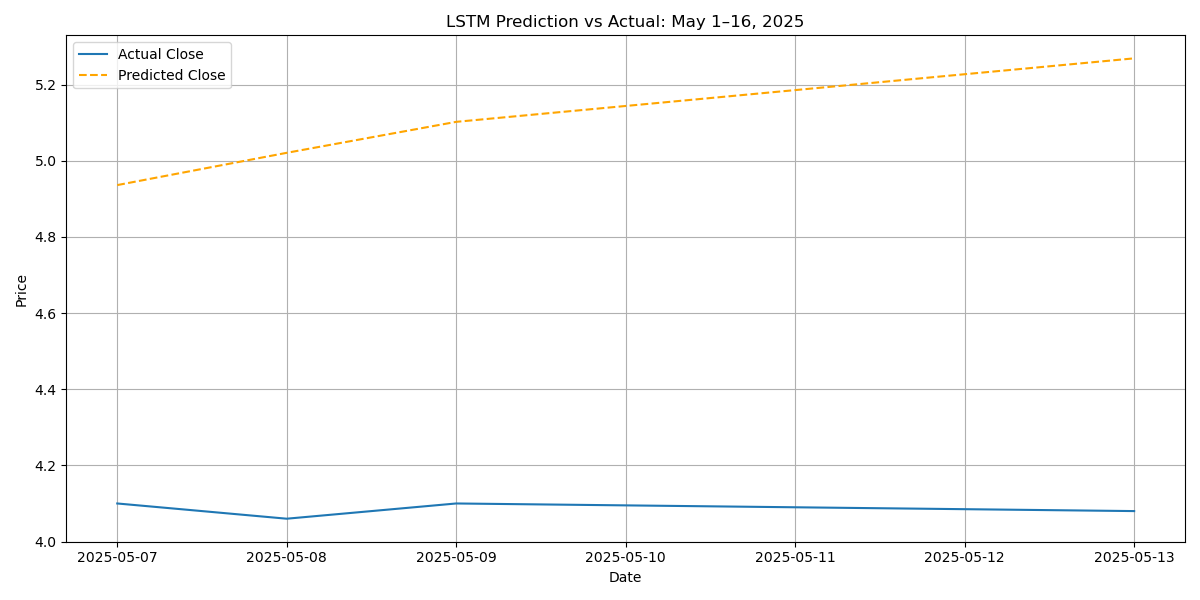 LSTM Prediction vs Actual: May 1–16, 2025
Actual Close
Predicted Close
Price
5.2
5.0
4.8
4.6
4.4
4.2
4.0
2025-05-07 2025-05-08 2025-05-09 2025-05-10 2025-05-11 2025-05-12 2025-05-13
Date